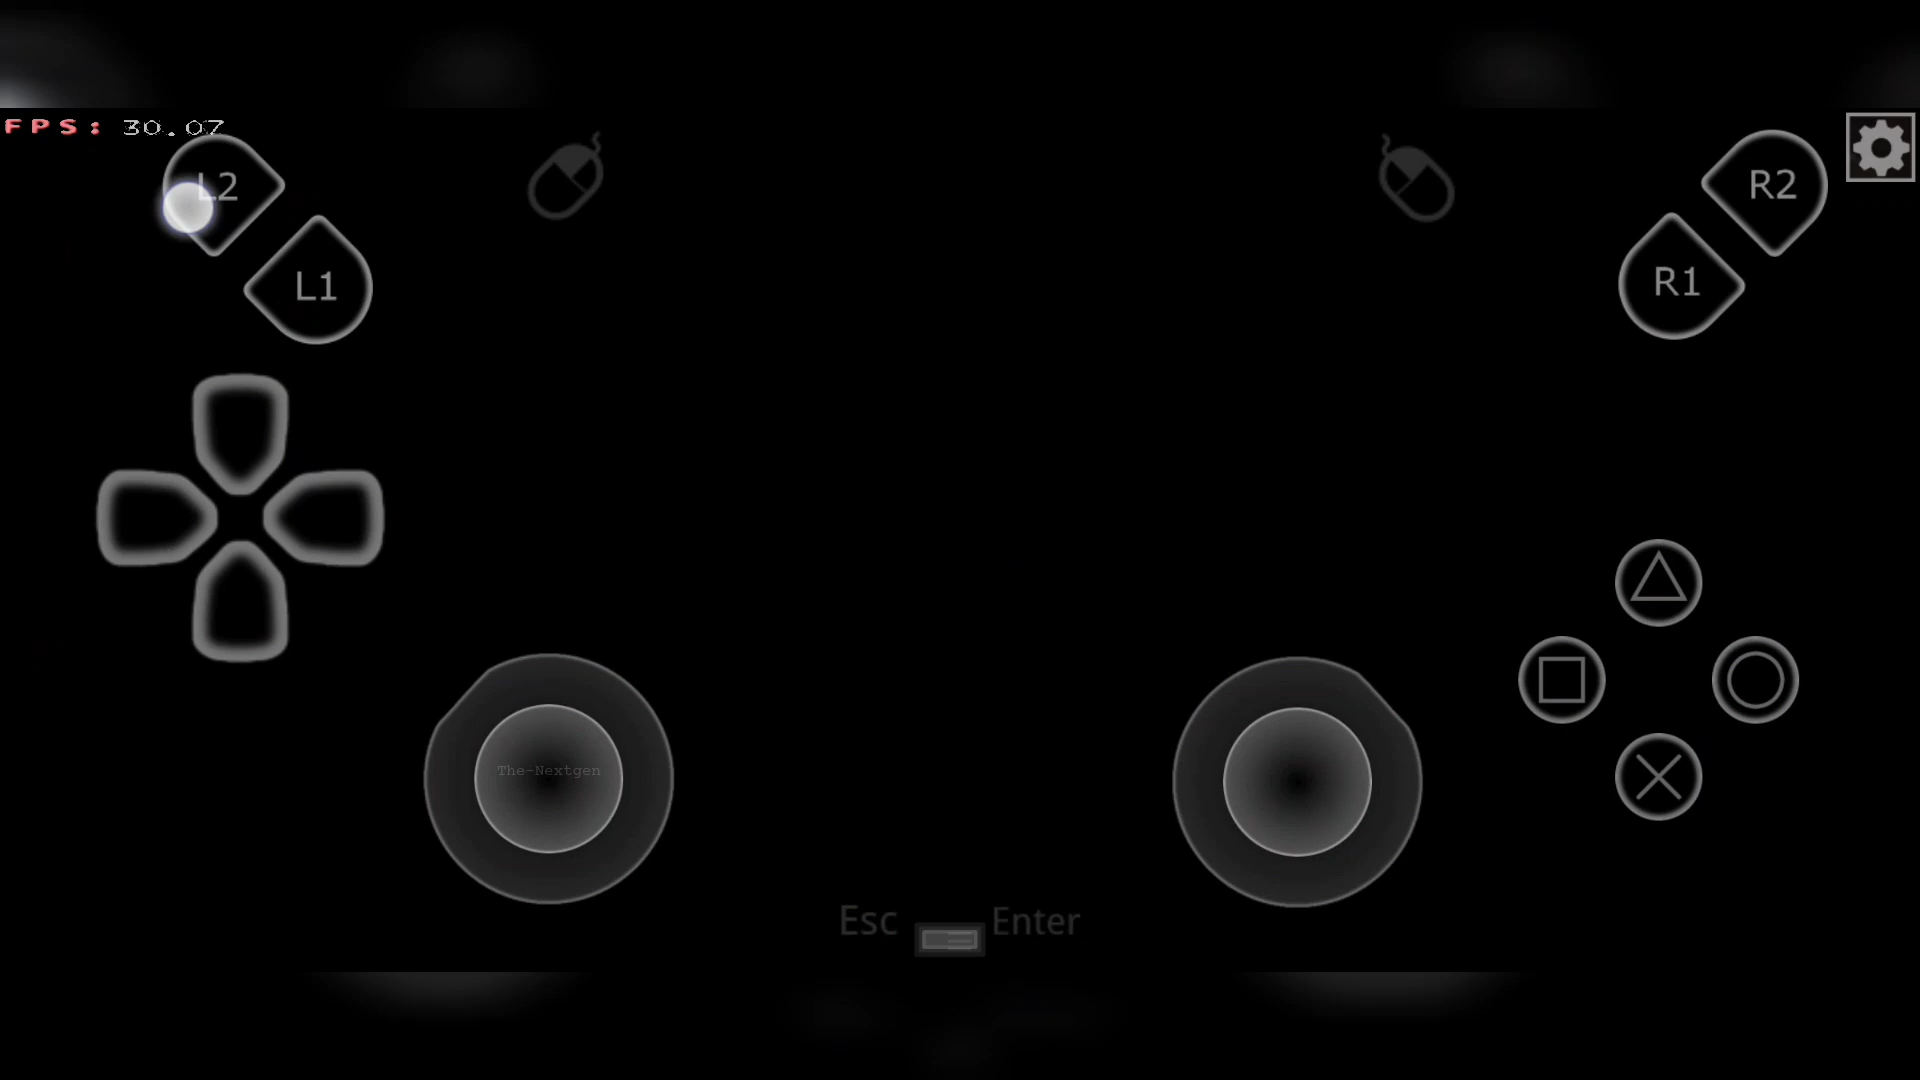 FPS: 30.07
L2
R2
L1
R1
The-Nextgen
Esc
Enter